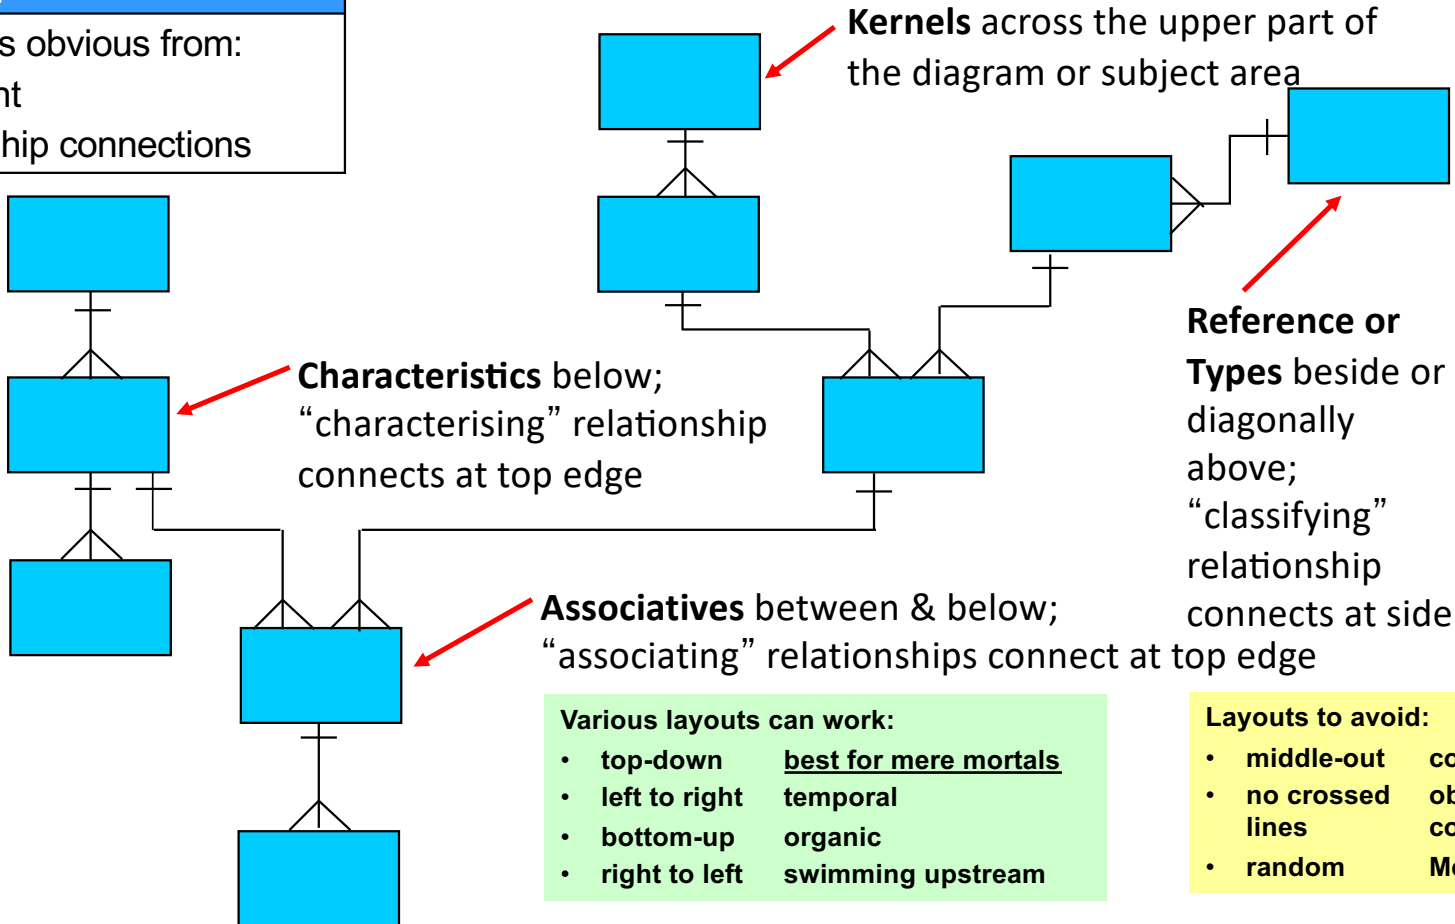 s obvious from:
nt
hip connections
Kernels across the upper part of
the diagram or subject area
Characteristics below;
“characterising” relationship
connects at top edge
Reference or
Types beside or
diagonally
above;
“classifying”
relationship
connects at side
Associatives between & below;
“associating” relationships connect at top edge
Various layouts can work:
• top-down best for mere mortals
• left to right temporal
• bottom-up organic
• right to left swimming upstream
Layouts to avoid:
• middle-out co
• no crossed ob
lines co
• random Mo